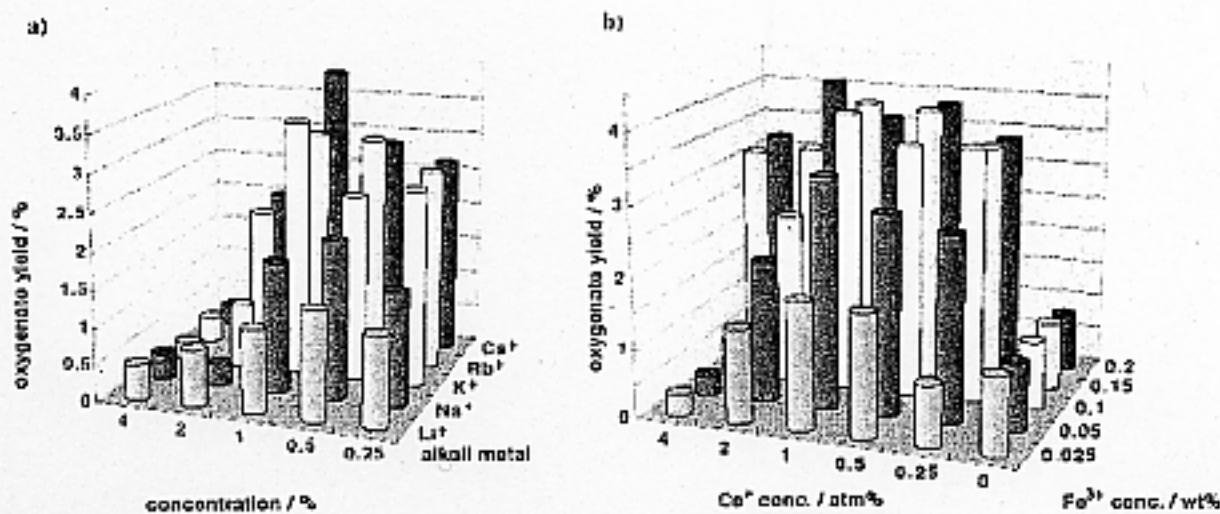 a)
oxygenate yield / %
4
3.5
3
2.5
2
1.5
1
0.5
0
4
2
1
0.5
0.25
Cs⁺
Rb⁺
K⁺
Na⁺
Li⁺
alkali metal
concentration / %
b)
oxygenate yield / %
4
3
2
1
0
4
2
1
0.5
0.25
0
0.2
0.15
0.1
0.05
0.025
Cs⁺ conc. / atm%
Fe³⁺ conc. / wt%